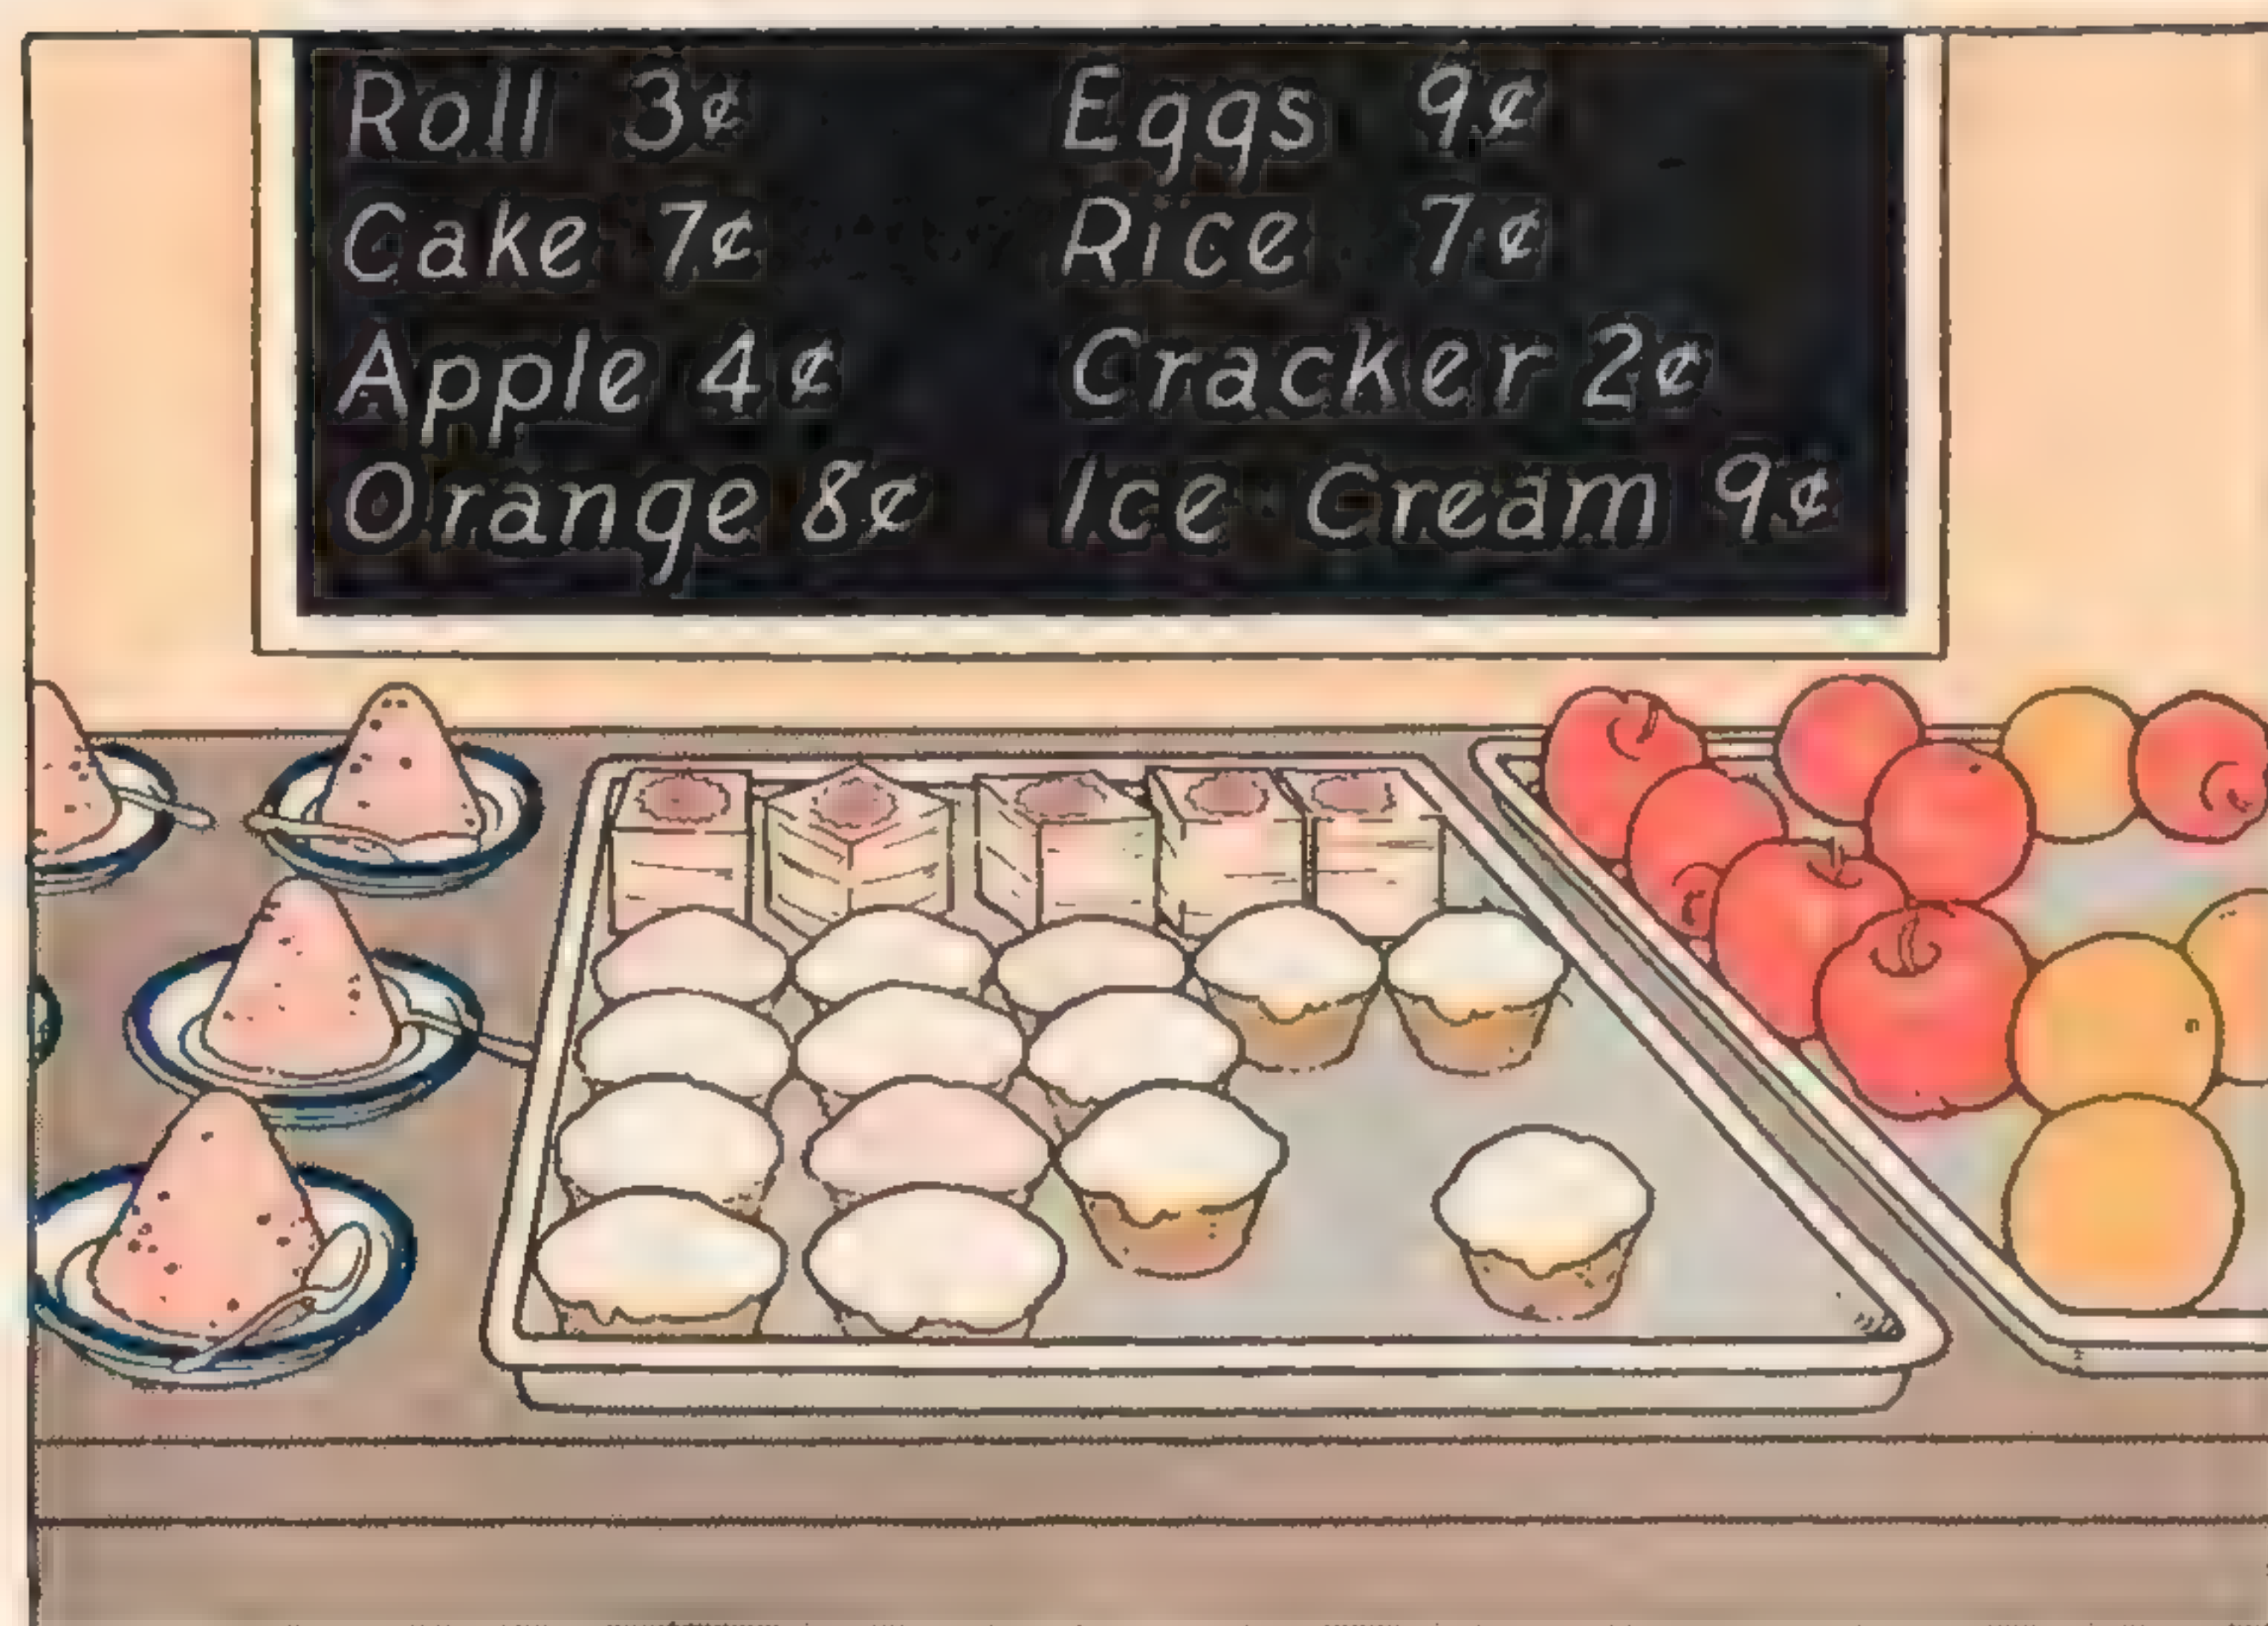 Roll 3¢
Cake 7¢
Apple 4¢
Orange 8¢
Eggs 9¢
Rice 7¢
Cracker 2¢
Ice Cream 9¢